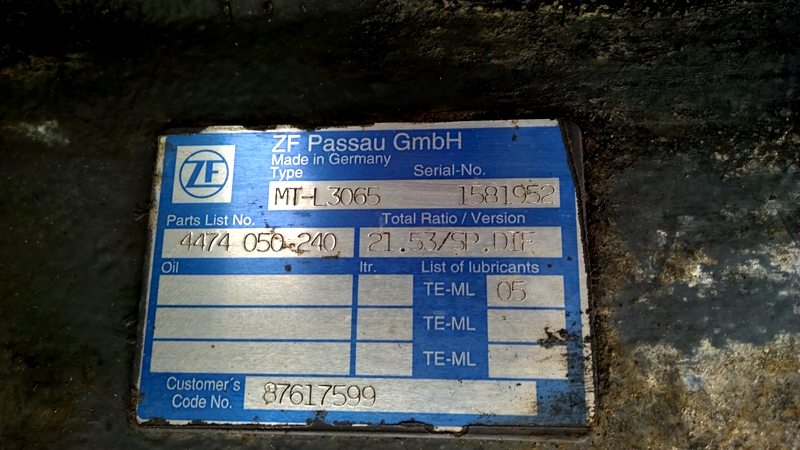 ZF Passau GmbH
ZF
Made in Germany
Type Serial-No.
MT-L3065 1581952
Parts List No. Total Ratio / Version
4474 050-240 21.53/SP.DIF
Oil ltr. List of lubricants
TE-ML 05
TE-ML
TE-ML
Customer's
Code No. 87617599